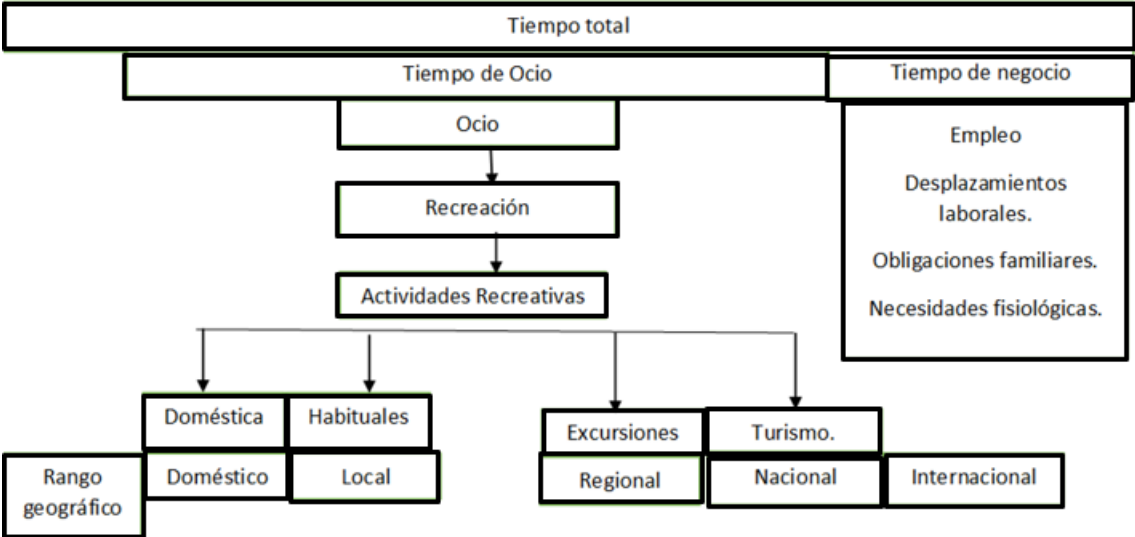 Tiempo total
Tiempo de Ocio
Tiempo de negocio
Ocio
Empleo
Desplazamientos
laborales.
Recreación
Obligaciones familiares.
Actividades Recreativas
Necesidades fisiológicas.
Doméstica
Habituales
Excursiones
Turismo.
Rango
geográfico
Doméstico
Local
Regional
Nacional
Internacional